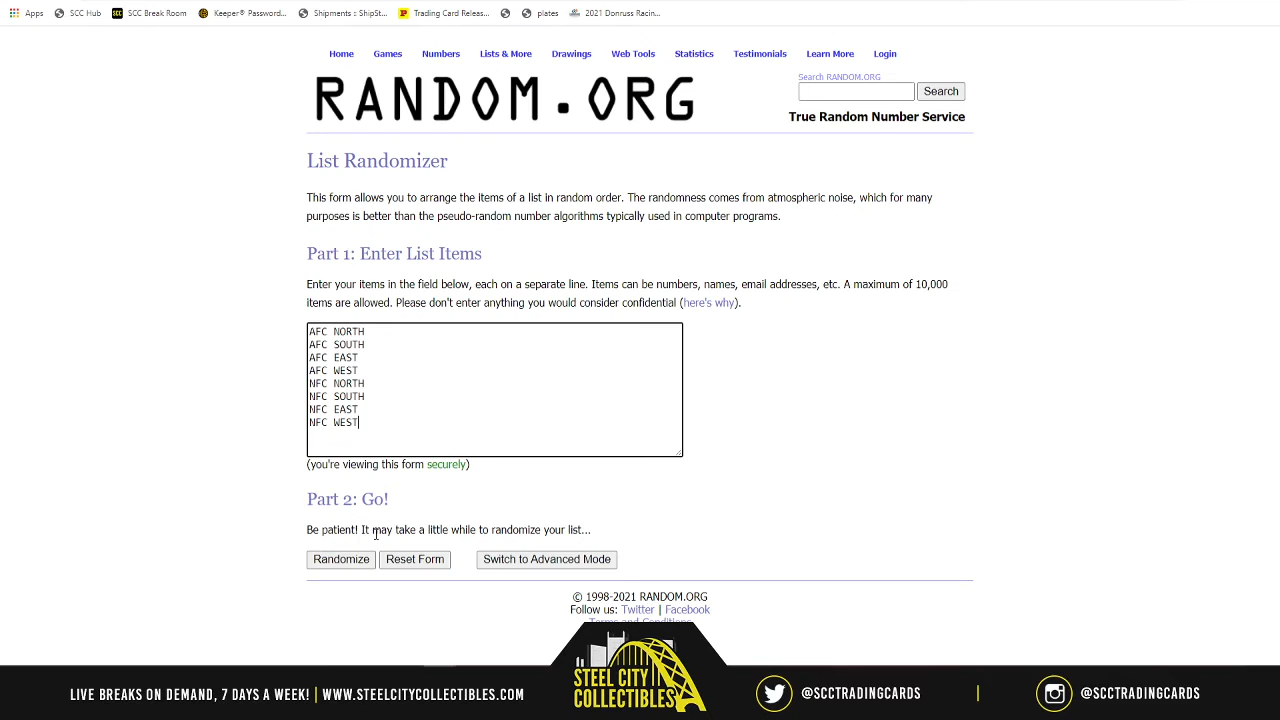 Apps SCC Hub SCC Break Room Keeper® Password... Shipments :: ShipSt... Trading Card Releas... plates 2021 Donruss Racin...
Home Games Numbers Lists & More Drawings Web Tools Statistics Testimonials Learn More Login
RANDOM.ORG
Search RANDOM.ORG
Search
True Random Number Service
List Randomizer
This form allows you to arrange the items of a list in random order. The randomness comes from atmospheric noise, which for many
purposes is better than the pseudo-random number algorithms typically used in computer programs.
Part 1: Enter List Items
Enter your items in the field below, each on a separate line. Items can be numbers, names, email addresses, etc. A maximum of 10,000
items are allowed. Please don't enter anything you would consider confidential (here's why).
AFC NORTH
AFC SOUTH
AFC EAST
AFC WEST
NFC NORTH
NFC SOUTH
NFC EAST
NFC WEST
(you're viewing this form securely)
Part 2: Go!
Be patient! It may take a little while to randomize your list...
Randomize Reset Form Switch to Advanced Mode
© 1998-2021 RANDOM.ORG
Follow us: Twitter | Facebook
Terms and Conditions
STEEL CITY
COLLECTIBLES
LIVE BREAKS ON DEMAND, 7 DAYS A WEEK! | WWW.STEELCITYCOLLECTIBLES.COM @SCCTRADINGCARDS | @SCCTRADINGCARDS